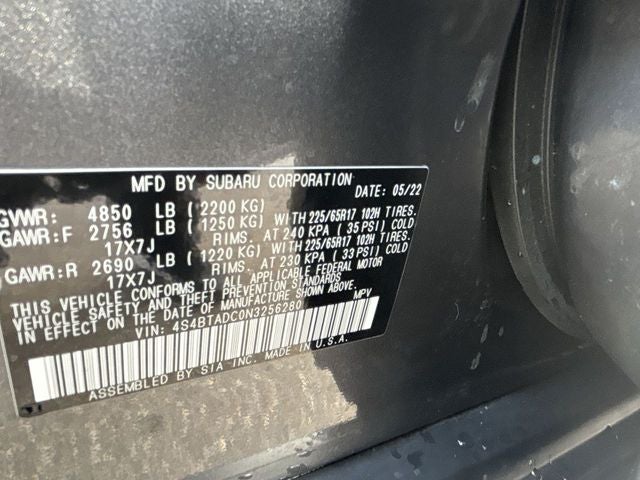 MFD BY SUBARU CORPORATION DATE: 05/22
GVWR: 4850 LB (2200 KG)
GAWR:F 2756 LB (1250 KG) WITH 225/65R17 102H TIRES.
17X7J RIMS. AT 240 KPA (35 PSI) COLD
GAWR:R 2690 LB (1220 KG) WITH 225/65R17 102H TIRES.
17X7J RIMS. AT 230 KPA (33 PSI) COLD
THIS VEHICLE CONFORMS TO ALL APPLICABLE FEDERAL MOTOR
VEHICLE SAFETY AND THEFT PREVENTION STANDARDS
IN EFFECT ON THE DATE OF MANUFACTURE SHOWN ABOVE.
VIN: 4S4BTADC0N3256280 MPV
ASSEMBLED BY SIA INC. MADE IN U.S.A.